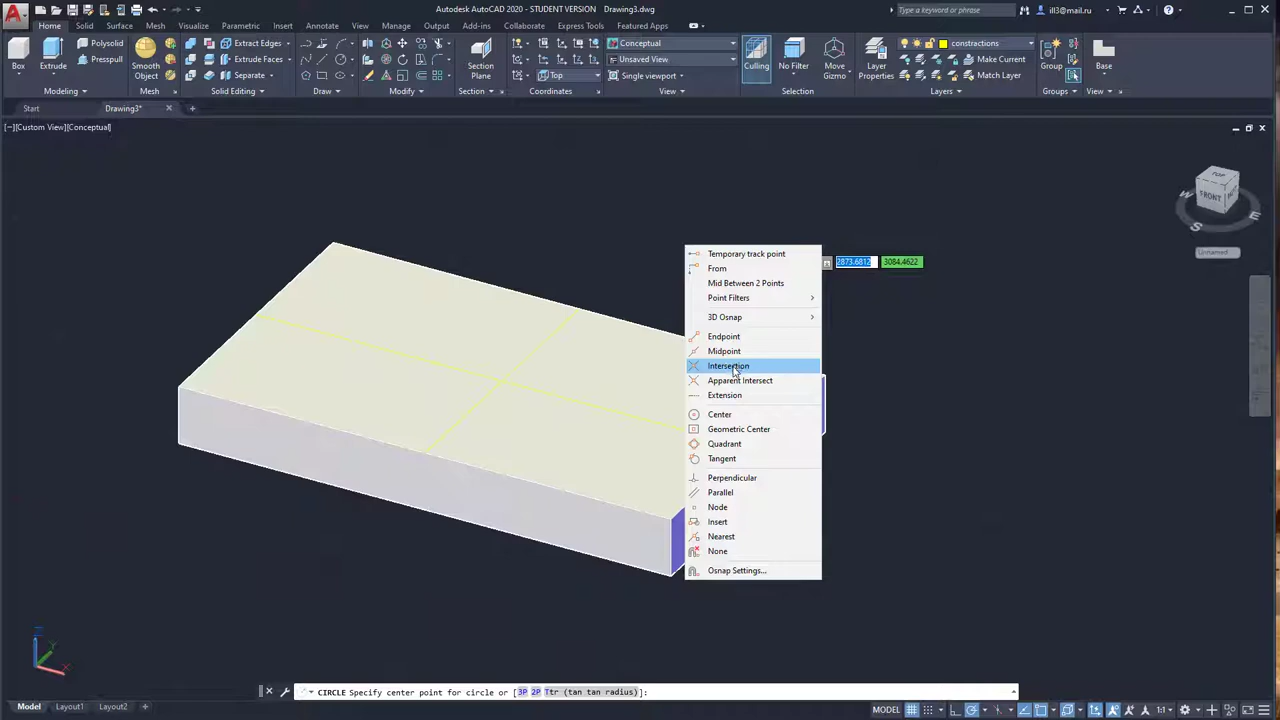 Autodesk AutoCAD 2020 - STUDENT VERSION Drawing3.dwg
Type a keyword or phrase
ill3@mail.ru
Home Solid Surface Mesh Visualize Parametric Insert Annotate View Manage Output Add-ins Collaborate Express Tools Featured Apps
Box
Extrude
Polysolid
Presspull
Modeling
Smooth Object
Mesh
Extract Edges
Extrude Faces
Separate
Solid Editing
Draw
Modify
Section Plane
Section
Top
Coordinates
Conceptual
Unsaved View
Single viewport
View
Culling
No Filter
Move Gizmo
Selection
Layer Properties
constractions
Make Current
Match Layer
Layers
Group
Groups
Base
View
Start
Drawing3*
[−][Custom View][Conceptual]
TOP
FRONT
W
S
E
Unnamed
2873.6812
3084.4622
Temporary track point
From
Mid Between 2 Points
Point Filters
3D Osnap
Endpoint
Midpoint
Intersection
Apparent Intersect
Extension
Center
Geometric Center
Quadrant
Tangent
Perpendicular
Parallel
Node
Insert
Nearest
None
Osnap Settings...
Z
Y
X
CIRCLE Specify center point for circle or [3P 2P Ttr (tan tan radius)]:
Model Layout1 Layout2
MODEL
1:1